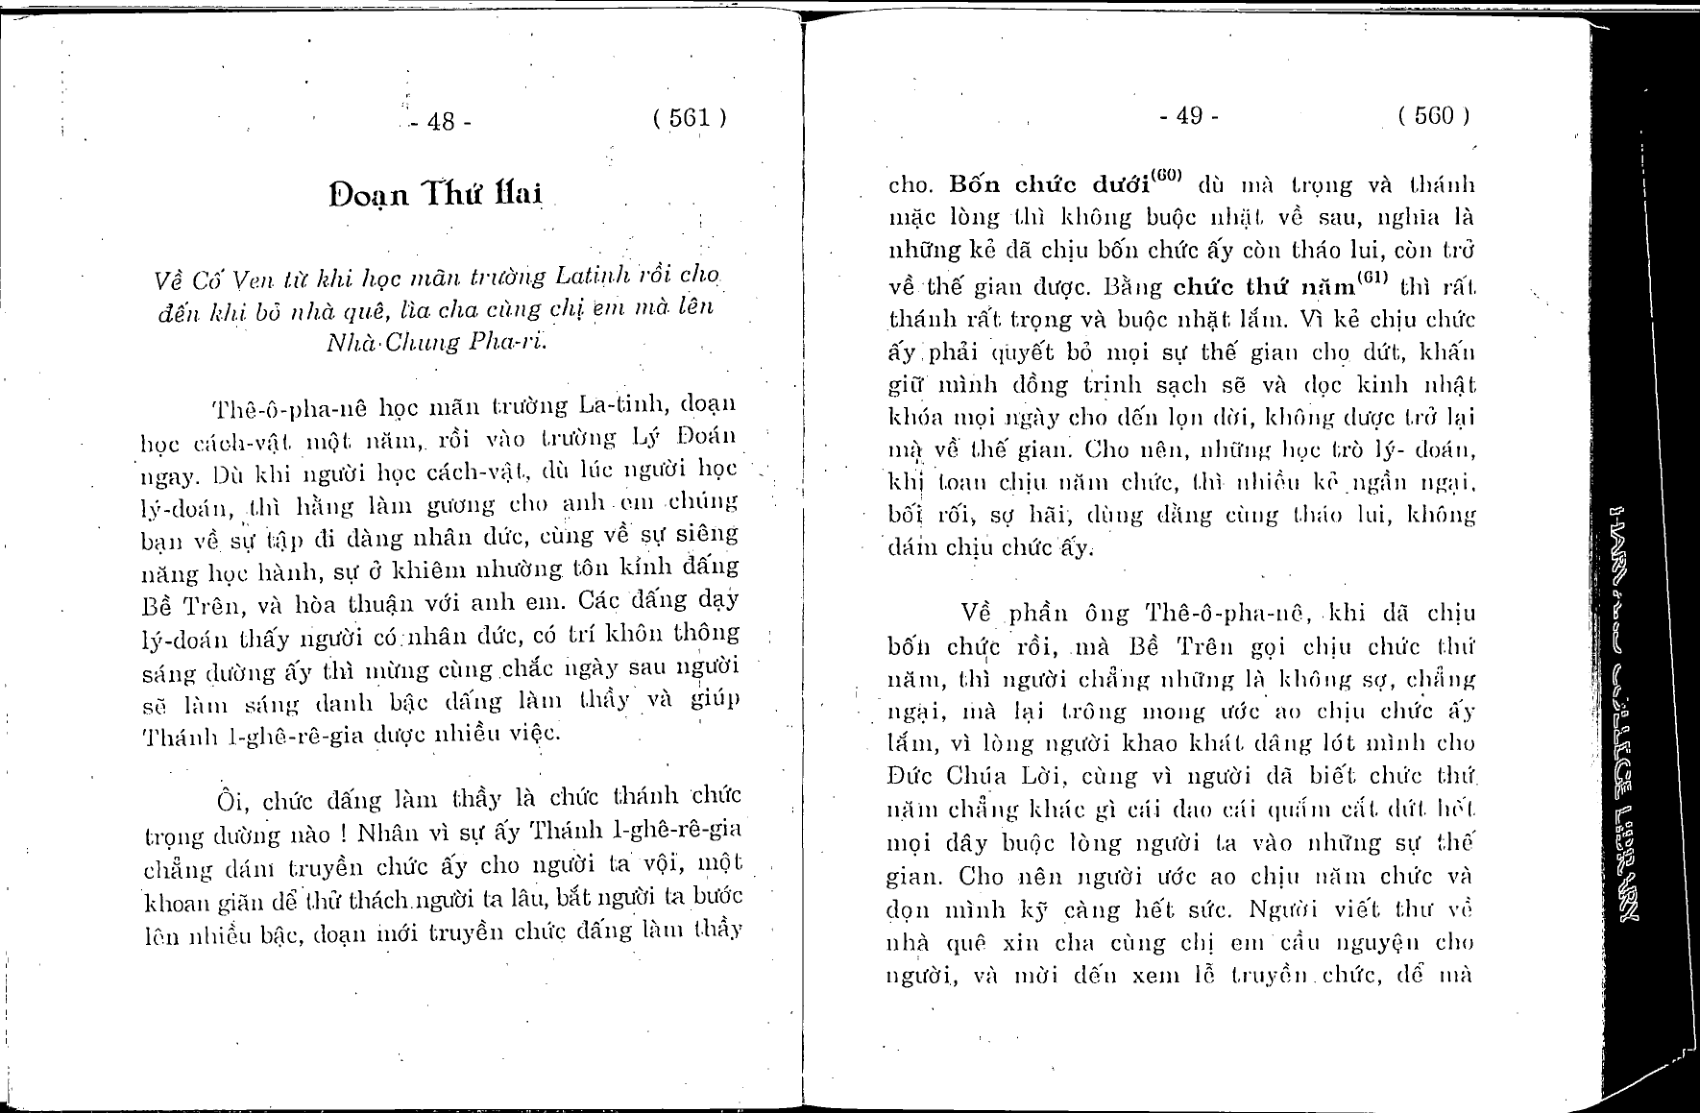 - 48 -
( 561 )
Đoạn Thứ Hai
Về Cố Ven từ khi học mãn trường Latinh rồi cho
đến khi bỏ nhà quê, lìa cha cùng chị em mà lên
Nhà Chung Pha-ri.
Thê-ô-pha-nê học mãn trường La-tinh, đoạn
học cách-vật một năm, rồi vào trường Lý Đoán
ngay. Dù khi người học cách-vật, dù lúc người học
lý-đoán, thì hằng làm gương cho anh em chúng
bạn về sự tập đi đàng nhân đức, cùng về sự siêng
năng học hành, sự ở khiêm nhường tôn kính đấng
Bề Trên, và hòa thuận với anh em. Các đấng dạy
lý-đoán thấy người có nhân đức, có trí khôn thông
sáng dường ấy thì mừng cùng chắc ngày sau người
sẽ làm sáng danh bậc đấng làm thầy và giúp
Thánh I-ghê-rê-gia được nhiều việc.
Ôi, chức đấng làm thầy là chức thánh chức
trọng dường nào ! Nhân vì sự ấy Thánh I-ghê-rê-gia
chẳng dám truyền chức ấy cho người ta vội, một
khoan giãn để thử thách người ta lâu, bắt người ta bước
lên nhiều bậc, đoạn mới truyền chức đấng làm thầy
- 49 -
( 560 )
cho. Bốn chức dưới(60) dù mà trọng và thánh
mặc lòng thì không buộc nhặt về sau, nghĩa là
những kẻ đã chịu bốn chức ấy còn tháo lui, còn trở
về thế gian được. Bằng chức thứ năm(61) thì rất
thánh rất trọng và buộc nhặt lắm. Vì kẻ chịu chức
ấy phải quyết bỏ mọi sự thế gian cho dứt, khấn
giữ mình đồng trinh sạch sẽ và đọc kinh nhật
khóa mọi ngày cho đến lọn đời, không được trở lại
mà về thế gian. Cho nên, những học trò lý- đoán,
khi toan chịu năm chức, thì nhiều kẻ ngần ngại,
bối rối, sợ hãi, dùng dằng cùng tháo lui, không
dám chịu chức ấy.
Về phần ông Thê-ô-pha-nê, khi đã chịu
bốn chức rồi, mà Bề Trên gọi chịu chức thứ
năm, thì người chẳng những là không sợ, chẳng
ngại, mà lại trông mong ước ao chịu chức ấy
lắm, vì lòng người khao khát dâng lót mình cho
Đức Chúa Lời, cùng vì người đã biết chức thứ
năm chẳng khác gì cái dao cái quắm cắt dứt hết
mọi dây buộc lòng người ta vào những sự thế
gian. Cho nên người ước ao chịu năm chức và
dọn mình kỹ càng hết sức. Người viết thư về
nhà quê xin cha cùng chị em cầu nguyện cho
người, và mời đến xem lễ truyền chức, để mà
HARVARD COLLEGE LIBRARY